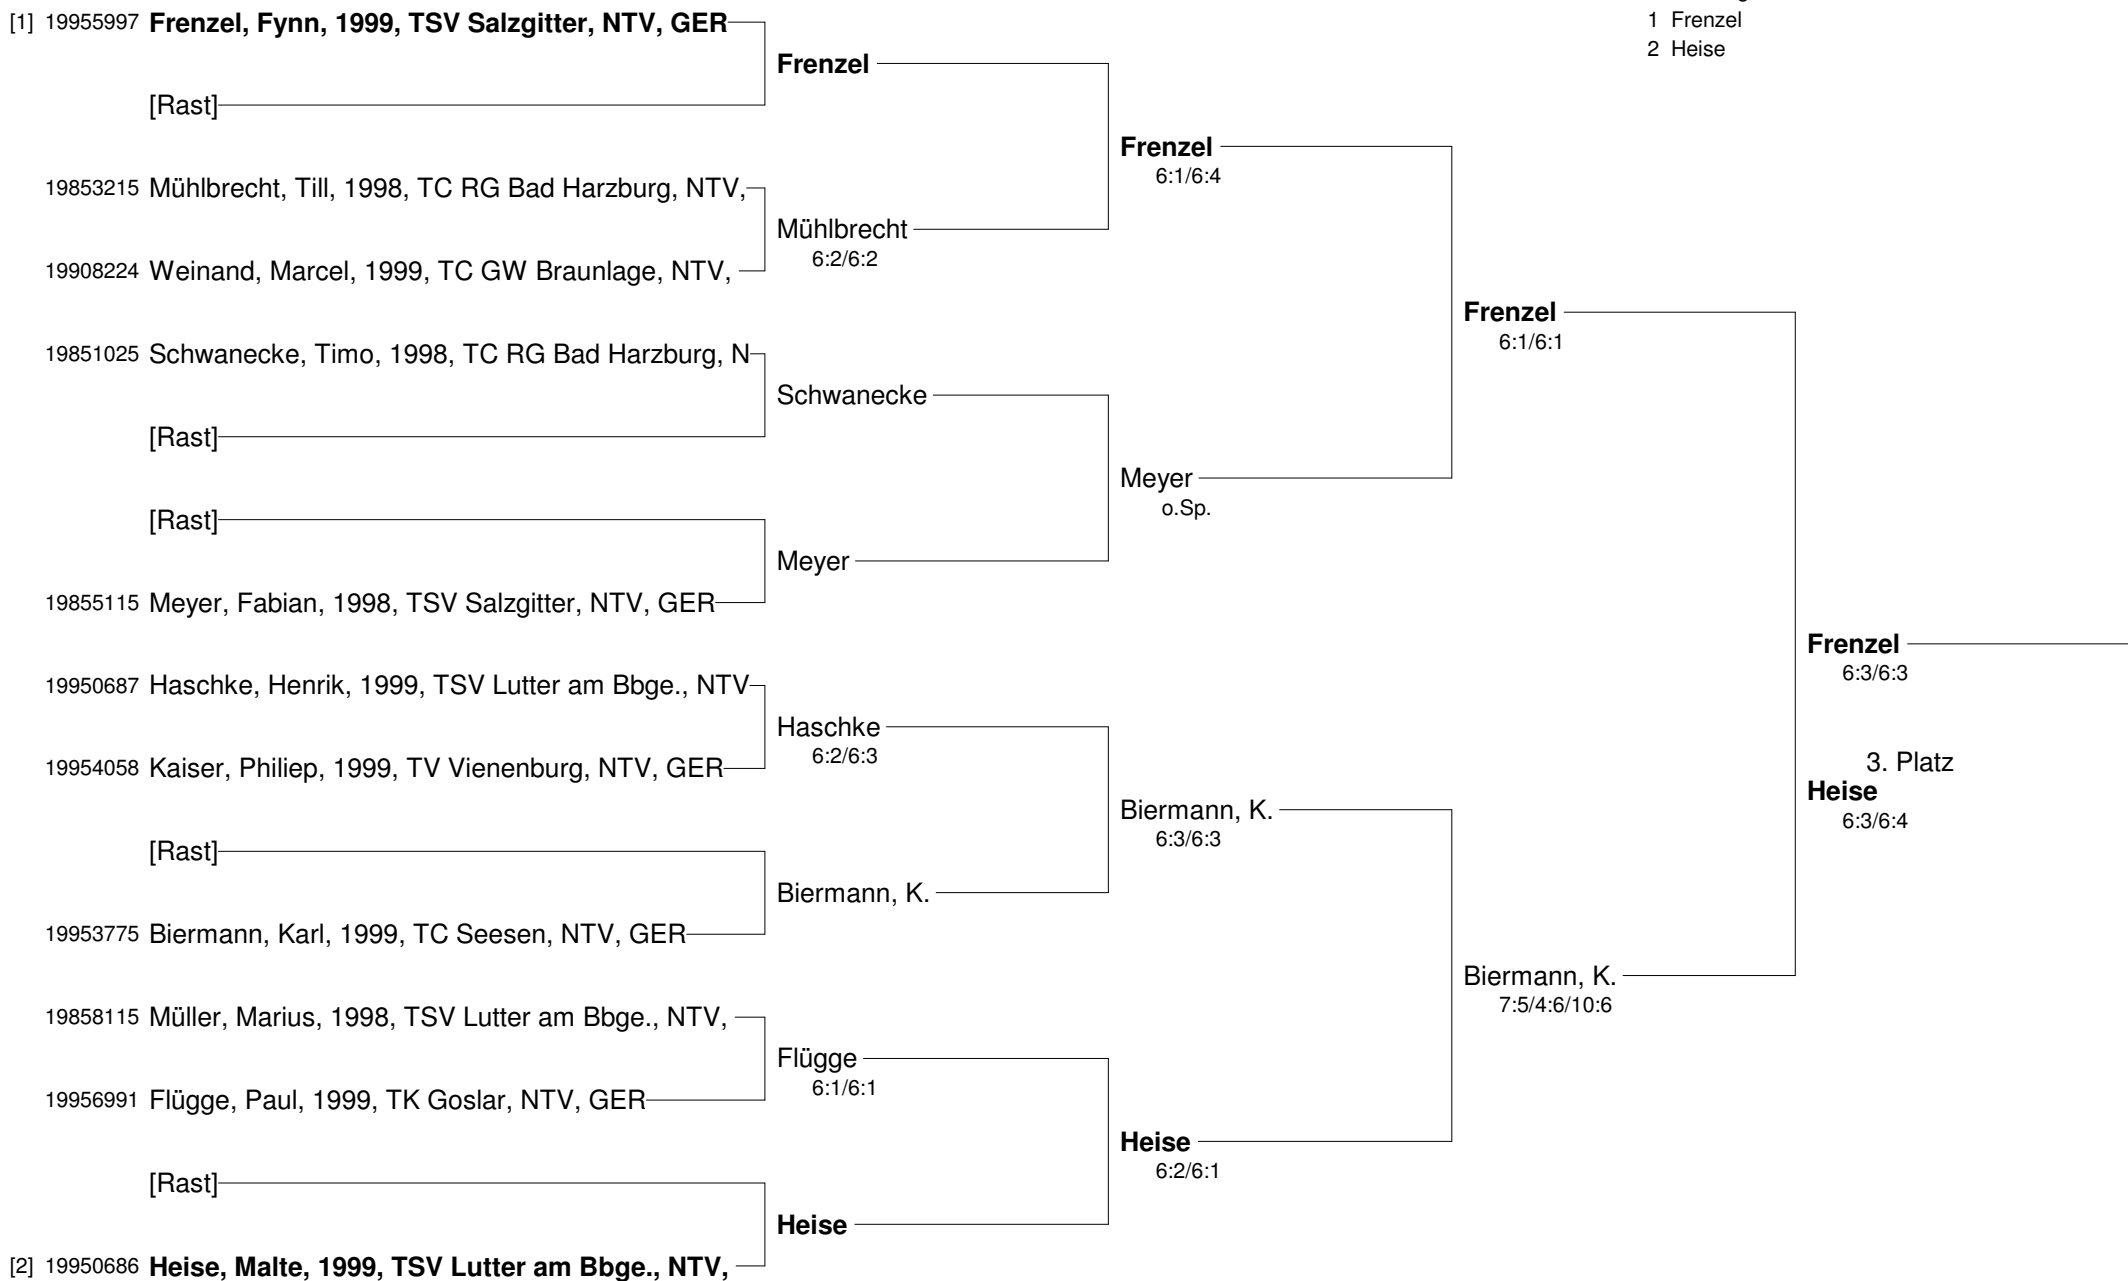 [1] 19955997 Frenzel, Fynn, 1999, TSV Salzgitter, NTV, GER
[Rast]
19853215 Mühlbrecht, Till, 1998, TC RG Bad Harzburg, NTV,
19908224 Weinand, Marcel, 1999, TC GW Braunlage, NTV,
19851025 Schwanecke, Timo, 1998, TC RG Bad Harzburg, N
[Rast]
[Rast]
19855115 Meyer, Fabian, 1998, TSV Salzgitter, NTV, GER
19950687 Haschke, Henrik, 1999, TSV Lutter am Bbge., NTV
19954058 Kaiser, Philiep, 1999, TV Vienenburg, NTV, GER
[Rast]
19953775 Biermann, Karl, 1999, TC Seesen, NTV, GER
19858115 Müller, Marius, 1998, TSV Lutter am Bbge., NTV,
19956991 Flügge, Paul, 1999, TK Goslar, NTV, GER
[Rast]
[2] 19950686 Heise, Malte, 1999, TSV Lutter am Bbge., NTV,
Frenzel
Mühlbrecht
6:2/6:2
Schwanecke
Meyer
Haschke
6:2/6:3
Biermann, K.
Flügge
6:1/6:1
Heise
Frenzel
6:1/6:4
Meyer
o.Sp.
Biermann, K.
6:3/6:3
Heise
6:2/6:1
Frenzel
6:1/6:1
Biermann, K.
7:5/4:6/10:6
1 Frenzel
2 Heise
Frenzel
6:3/6:3
3. Platz
Heise
6:3/6:4